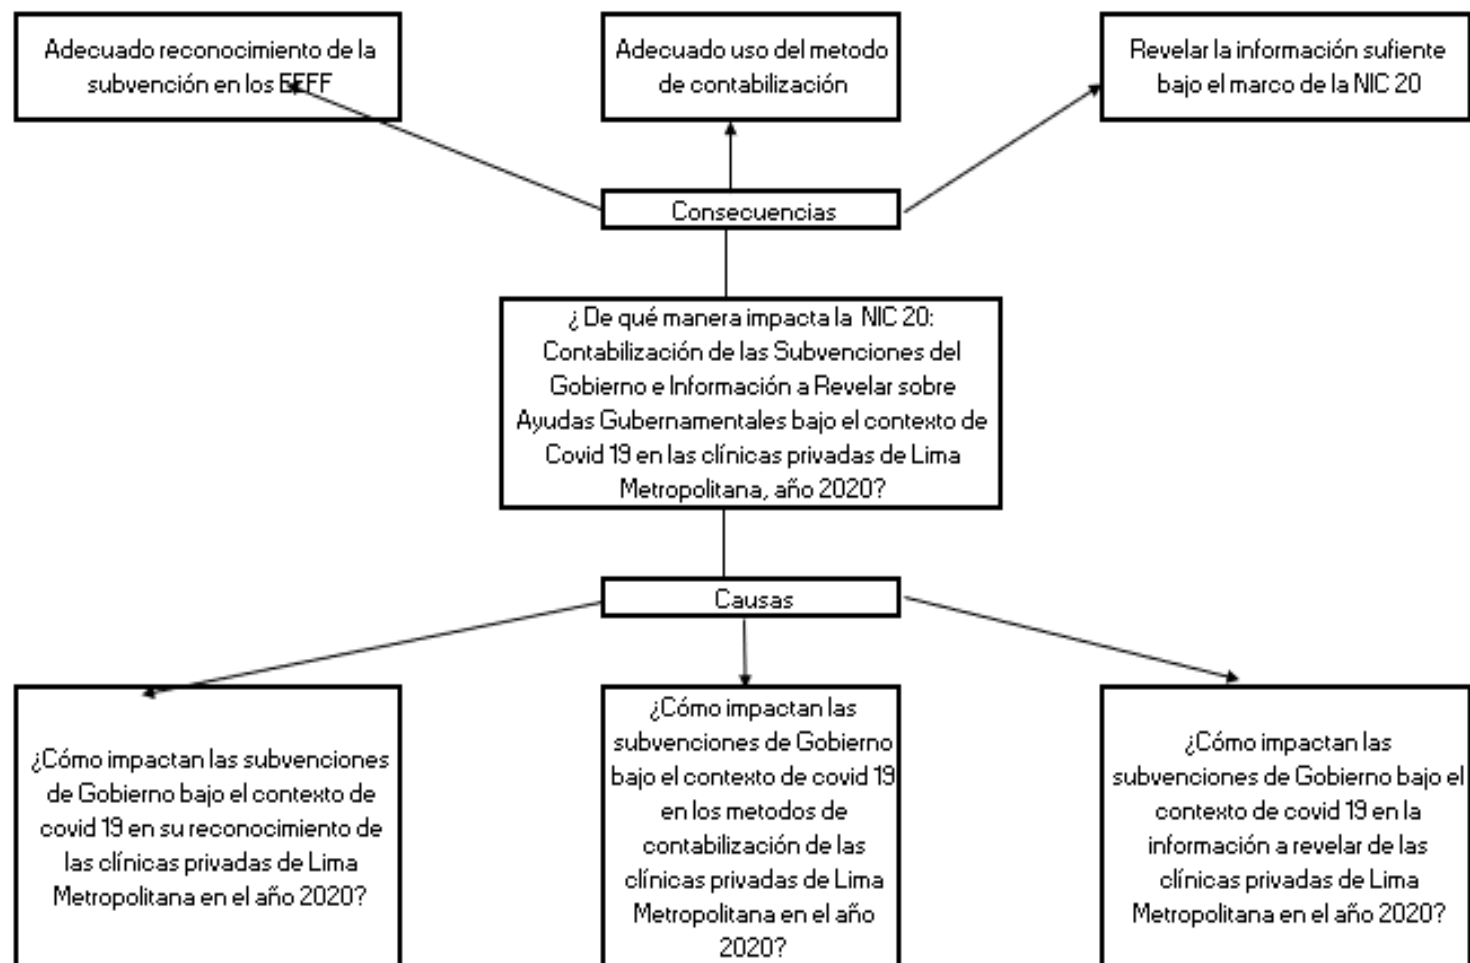 Adecuado reconocimiento de la
subvención en los EEFF
Adecuado uso del metodo
de contabilización
Revelar la información sufiente
bajo el marco de la NIC 20
Consecuencias
¿De qué manera impacta la NIC 20:
Contabilización de las Subvenciones del
Gobierno e Información a Revelar sobre
Ayudas Gubernamentales bajo el contexto de
Covid 19 en las clínicas privadas de Lima
Metropolitana, año 2020?
Causas
¿Cómo impactan las subvenciones
de Gobierno bajo el contexto de
covid 19 en su reconocimiento de
las clínicas privadas de Lima
Metropolitana en el año 2020?
¿Cómo impactan las
subvenciones de Gobierno
bajo el contexto de covid 19
en los metodos de
contabilización de las
clínicas privadas de Lima
Metropolitana en el año
2020?
¿Cómo impactan las
subvenciones de Gobierno bajo el
contexto de covid 19 en la
información a revelar de las
clínicas privadas de Lima
Metropolitana en el año 2020?